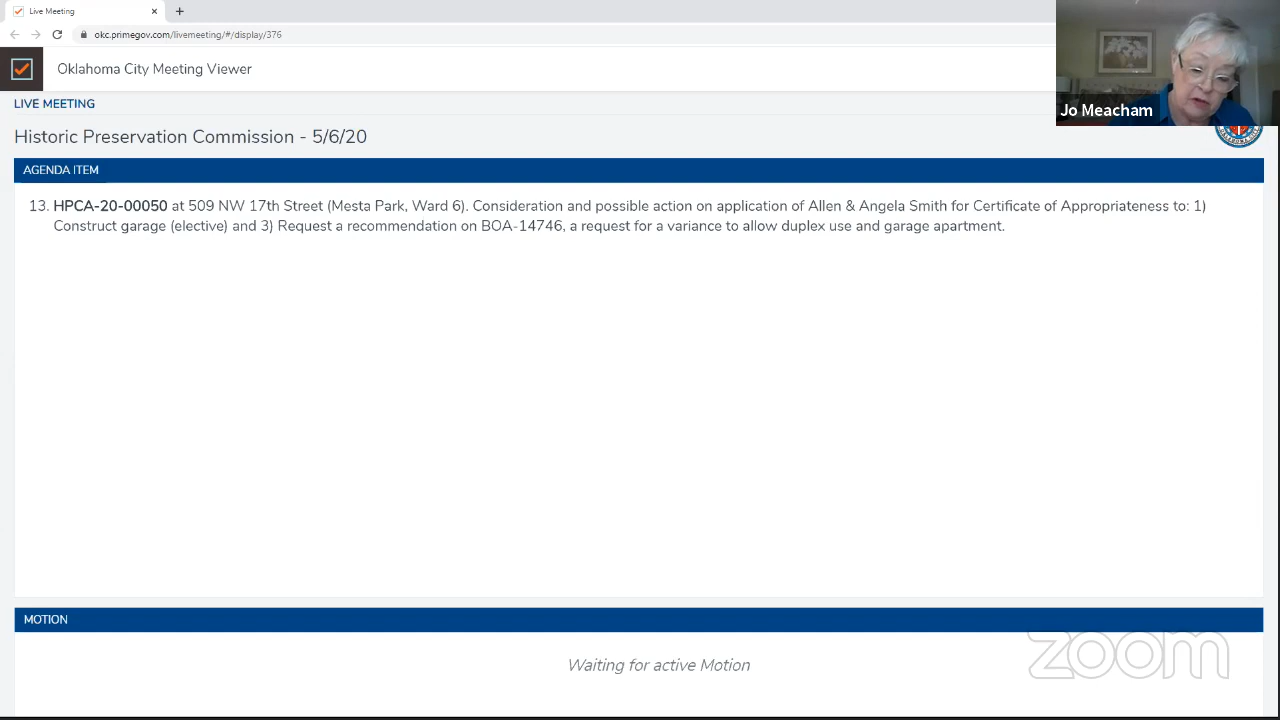 Live Meeting
okc.primegov.com/livemeeting/#/display/376
Oklahoma City Meeting Viewer
Jo Meacham
LIVE MEETING
Historic Preservation Commission - 5/6/20
AGENDA ITEM
13. HPCA-20-00050 at 509 NW 17th Street (Mesta Park, Ward 6). Consideration and possible action on application of Allen & Angela Smith for Certificate of Appropriateness to: 1)
Construct garage (elective) and 3) Request a recommendation on BOA-14746, a request for a variance to allow duplex use and garage apartment.
MOTION
Waiting for active Motion
zoom